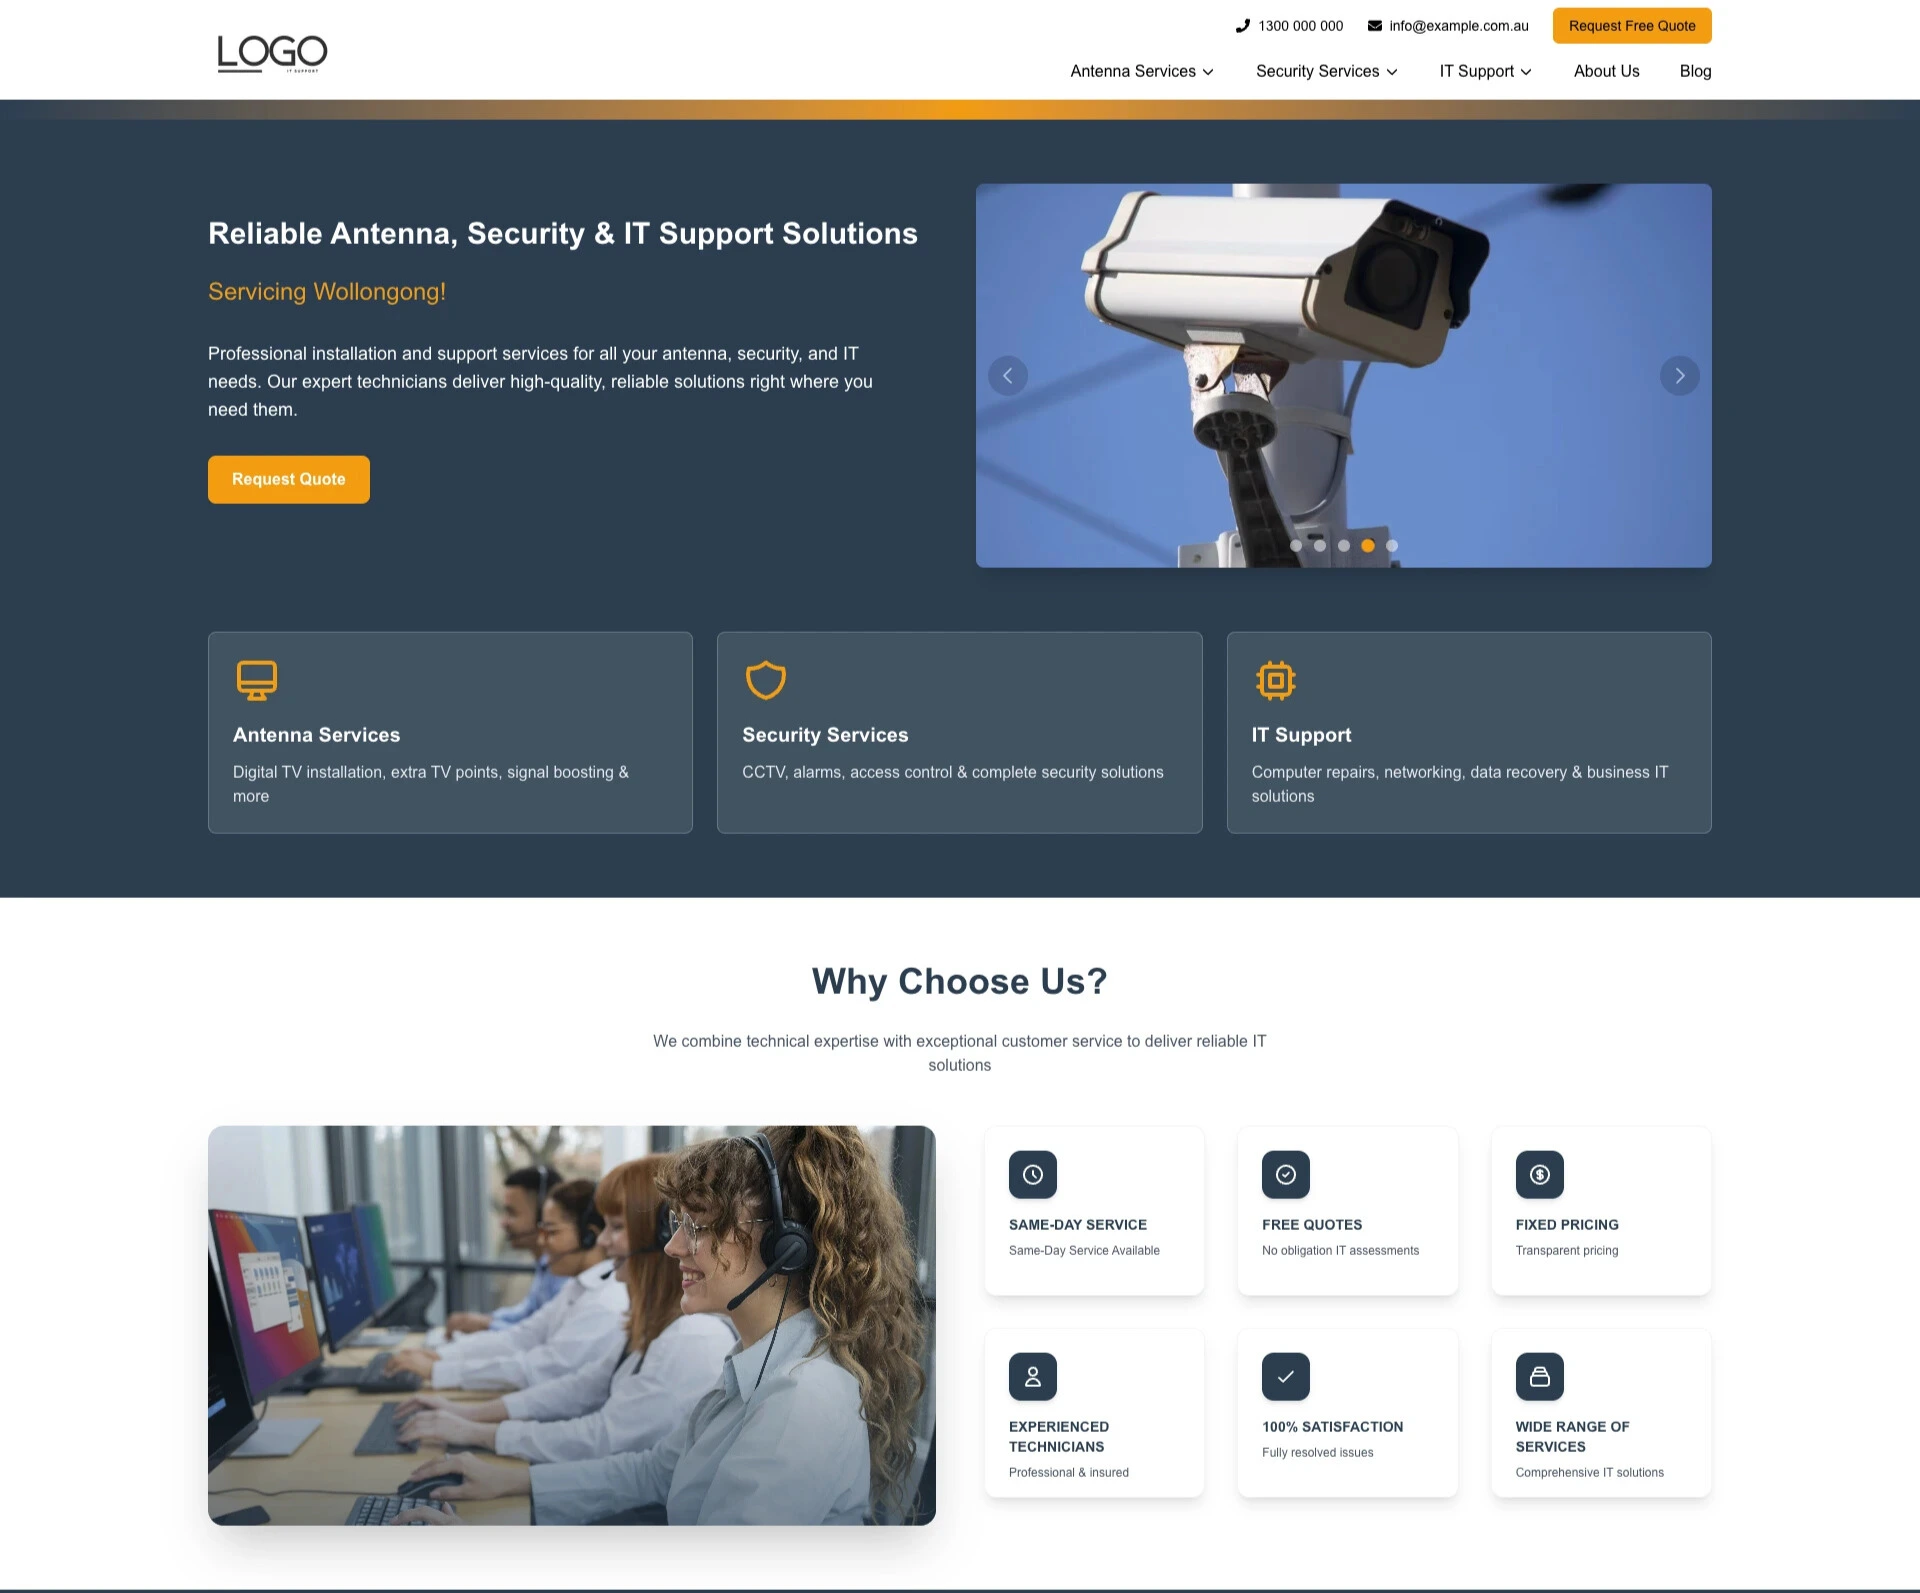 LOGO
IT SUPPORT
1300 000 000
info@example.com.au
Request Free Quote
Antenna Services
Security Services
IT Support
About Us
Blog
Reliable Antenna, Security & IT Support Solutions
Servicing Wollongong!
Professional installation and support services for all your antenna, security, and IT
needs. Our expert technicians deliver high-quality, reliable solutions right where you
need them.
Request Quote
Antenna Services
Digital TV installation, extra TV points, signal boosting &
more
Security Services
CCTV, alarms, access control & complete security solutions
IT Support
Computer repairs, networking, data recovery & business IT
solutions
Why Choose Us?
We combine technical expertise with exceptional customer service to deliver reliable IT
solutions
SAME-DAY SERVICE
Same-Day Service Available
FREE QUOTES
No obligation IT assessments
FIXED PRICING
Transparent pricing
EXPERIENCED
TECHNICIANS
Professional & insured
100% SATISFACTION
Fully resolved issues
WIDE RANGE OF
SERVICES
Comprehensive IT solutions